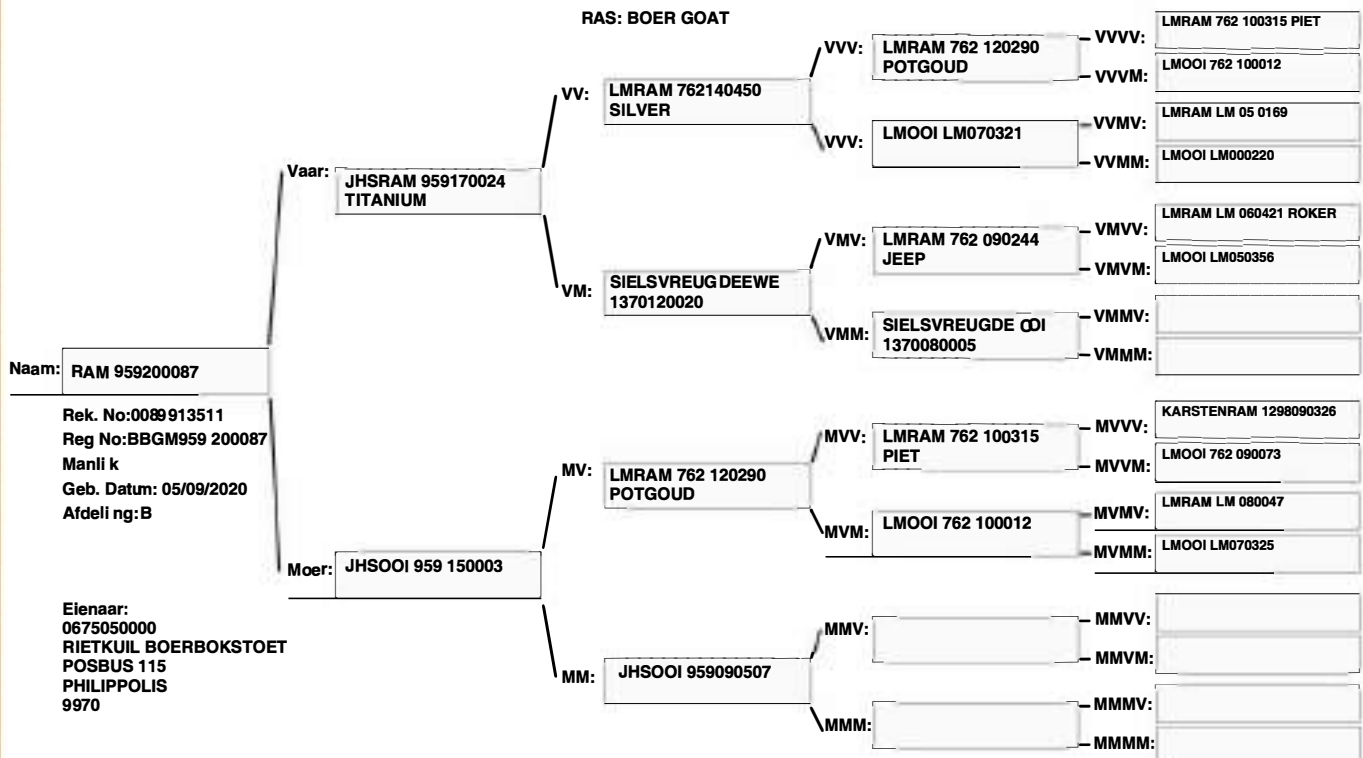 RAS: BOER GOAT
Naam: RAM 959200087
Rek. No:0089913511
Reg No:BBGM959 200087
Manli k
Geb. Datum: 05/09/2020
Afdeli ng:B
Eienaar:
0675050000
RIETKUIL BOERBOKSTOET
POSBUS 115
PHILIPPOLIS
9970
Vaar: JHSRAM 959170024
TITANIUM
Moer: JHSOOI 959 150003
VV: LMRAM 762140450
SILVER
VM: SIELSVREUG DEEWE
1370120020
MV: LMRAM 762 120290
POTGOUD
MM: JHSOOI 959090507
VVV: LMRAM 762 120290
POTGOUD
VVV: LMOOI LM070321
VMV: LMRAM 762 090244
JEEP
VMM: SIELSVREUGDE OOI
1370080005
MVV: LMRAM 762 100315
PIET
MVM: LMOOI 762 100012
MMV:
MMM:
VVVV: LMRAM 762 100315 PIET
VVVM: LMOOI 762 100012
VVMV: LMRAM LM 05 0169
VVMM: LMOOI LM000220
VMVV: LMRAM LM 060421 ROKER
VMVM: LMOOI LM050356
VMMV:
VMMM:
MVVV: KARSTENRAM 1298090326
MVVM: LMOOI 762 090073
MVMV: LMRAM LM 080047
MVMM: LMOOI LM070325
MMVV:
MMVM:
MMMV:
MMMM: